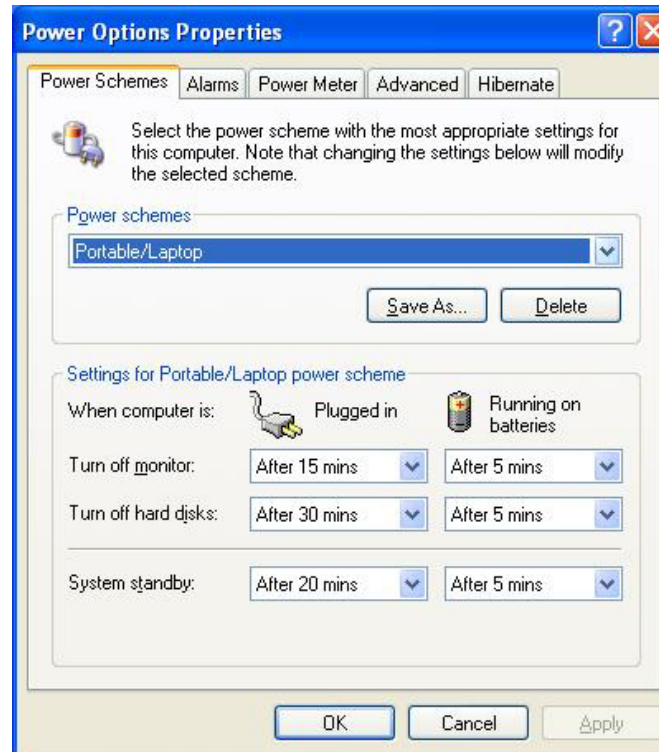 Power Options Properties
Power Schemes Alarms Power Meter Advanced Hibernate
Select the power scheme with the most appropriate settings for
this computer. Note that changing the settings below will modify
the selected scheme.
Power schemes
Portable/Laptop
Save As... Delete
Settings for Portable/Laptop power scheme
When computer is: Plugged in Running on
batteries
Turn off monitor: After 15 mins After 5 mins
Turn off hard disks: After 30 mins After 5 mins
System standby: After 20 mins After 5 mins
OK Cancel Apply